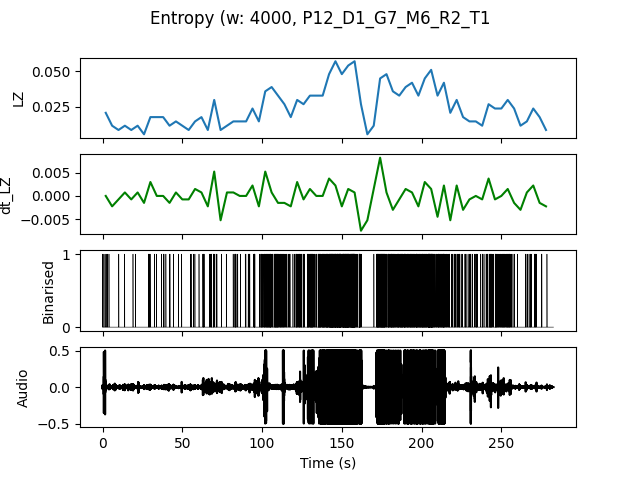 Entropy (w: 4000, P12_D1_G7_M6_R2_T1
LZ
0.050
0.025
dt_LZ
0.005
0.000
−0.005
Binarised
1
0
Audio
0.5
0.0
−0.5
0 50 100 150 200 250
Time (s)